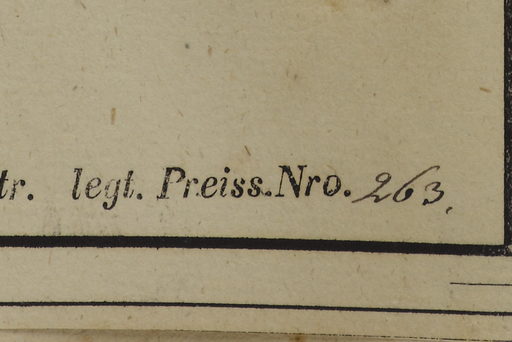 tr. legt. Preiss. Nro. 263.